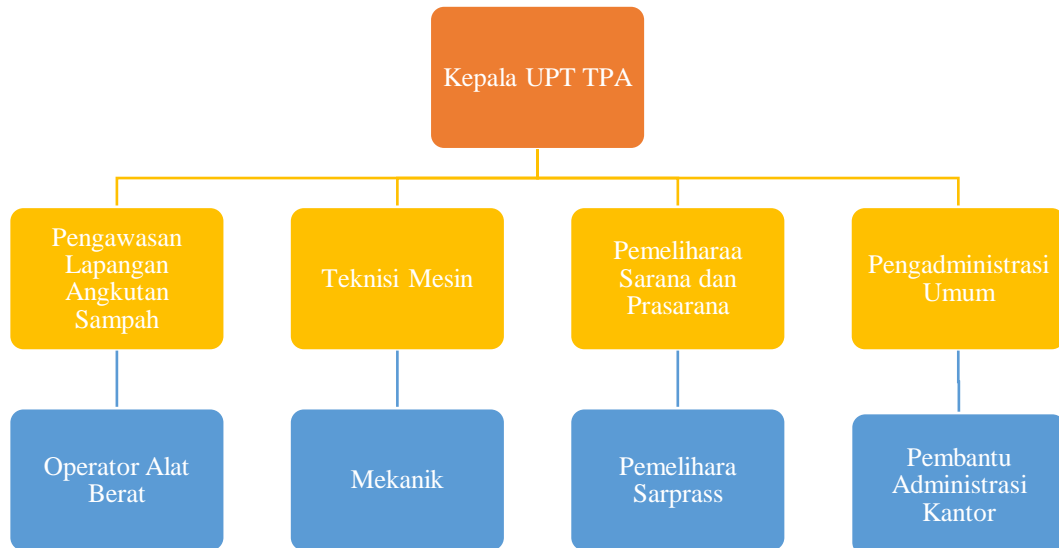 Kepala UPT TPA
Pengawasan
Lapangan
Angkutan
Sampah
Teknisi Mesin
Pemeliharaa
Sarana dan
Prasarana
Pengadministrasi
Umum
Operator Alat
Berat
Mekanik
Pemelihara
Sarprass
Pembantu
Administrasi
Kantor